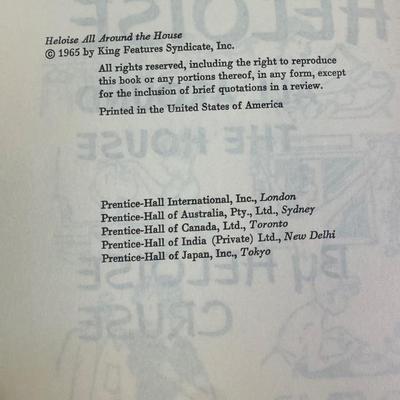 Heloise All Around the House
© 1965 by King Features Syndicate, Inc.
All rights reserved, including the right to reproduce
this book or any portions thereof, in any form, except
for the inclusion of brief quotations in a review.
Printed in the United States of America
Prentice-Hall International, Inc., London
Prentice-Hall of Australia, Pty., Ltd., Sydney
Prentice-Hall of Canada, Ltd., Toronto
Prentice-Hall of India (Private) Ltd., New Delhi
Prentice-Hall of Japan, Inc., Tokyo